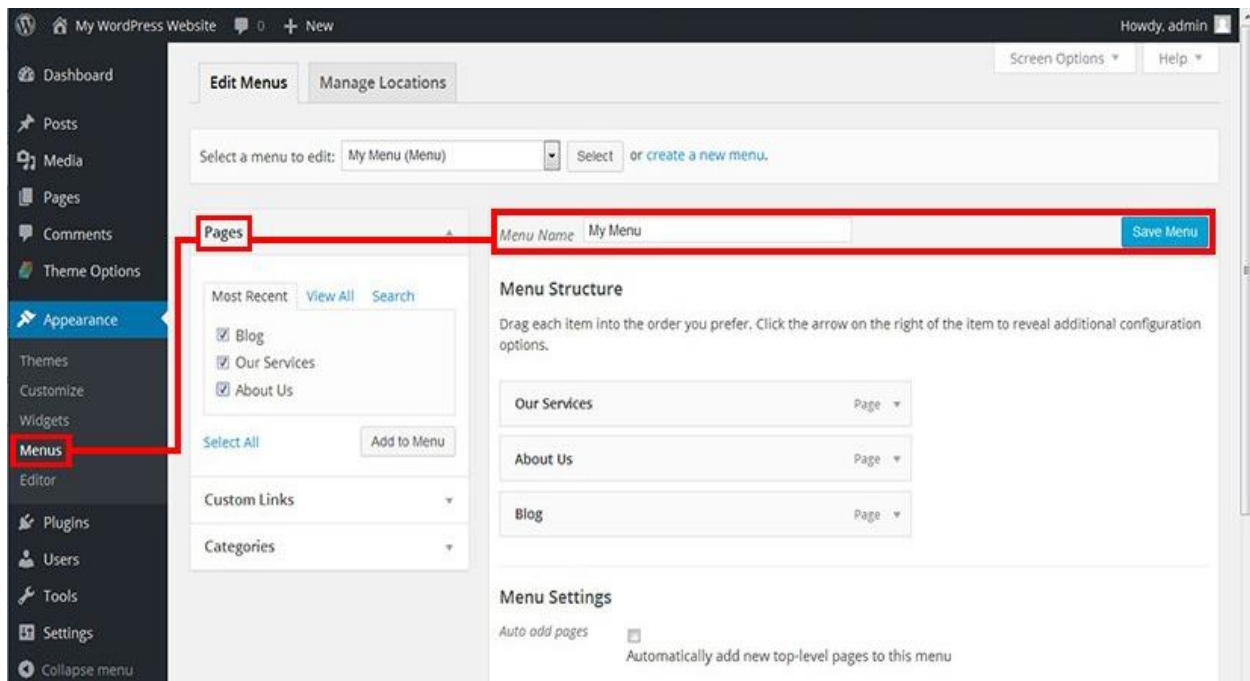 My WordPress Website 0 + New Howdy, admin
Dashboard
Posts
Media
Pages
Comments
Theme Options
Appearance
Themes
Customize
Widgets
Menus
Editor
Plugins
Users
Tools
Settings
Collapse menu
Screen Options Help
Edit Menus Manage Locations
Select a menu to edit: My Menu (Menu) Select or create a new menu.
Pages
Most Recent View All Search
Blog
Our Services
About Us
Select All Add to Menu
Custom Links
Categories
Menu Name My Menu Save Menu
Menu Structure
Drag each item into the order you prefer. Click the arrow on the right of the item to reveal additional configuration
options.
Our Services Page
About Us Page
Blog Page
Menu Settings
Auto add pages
Automatically add new top-level pages to this menu